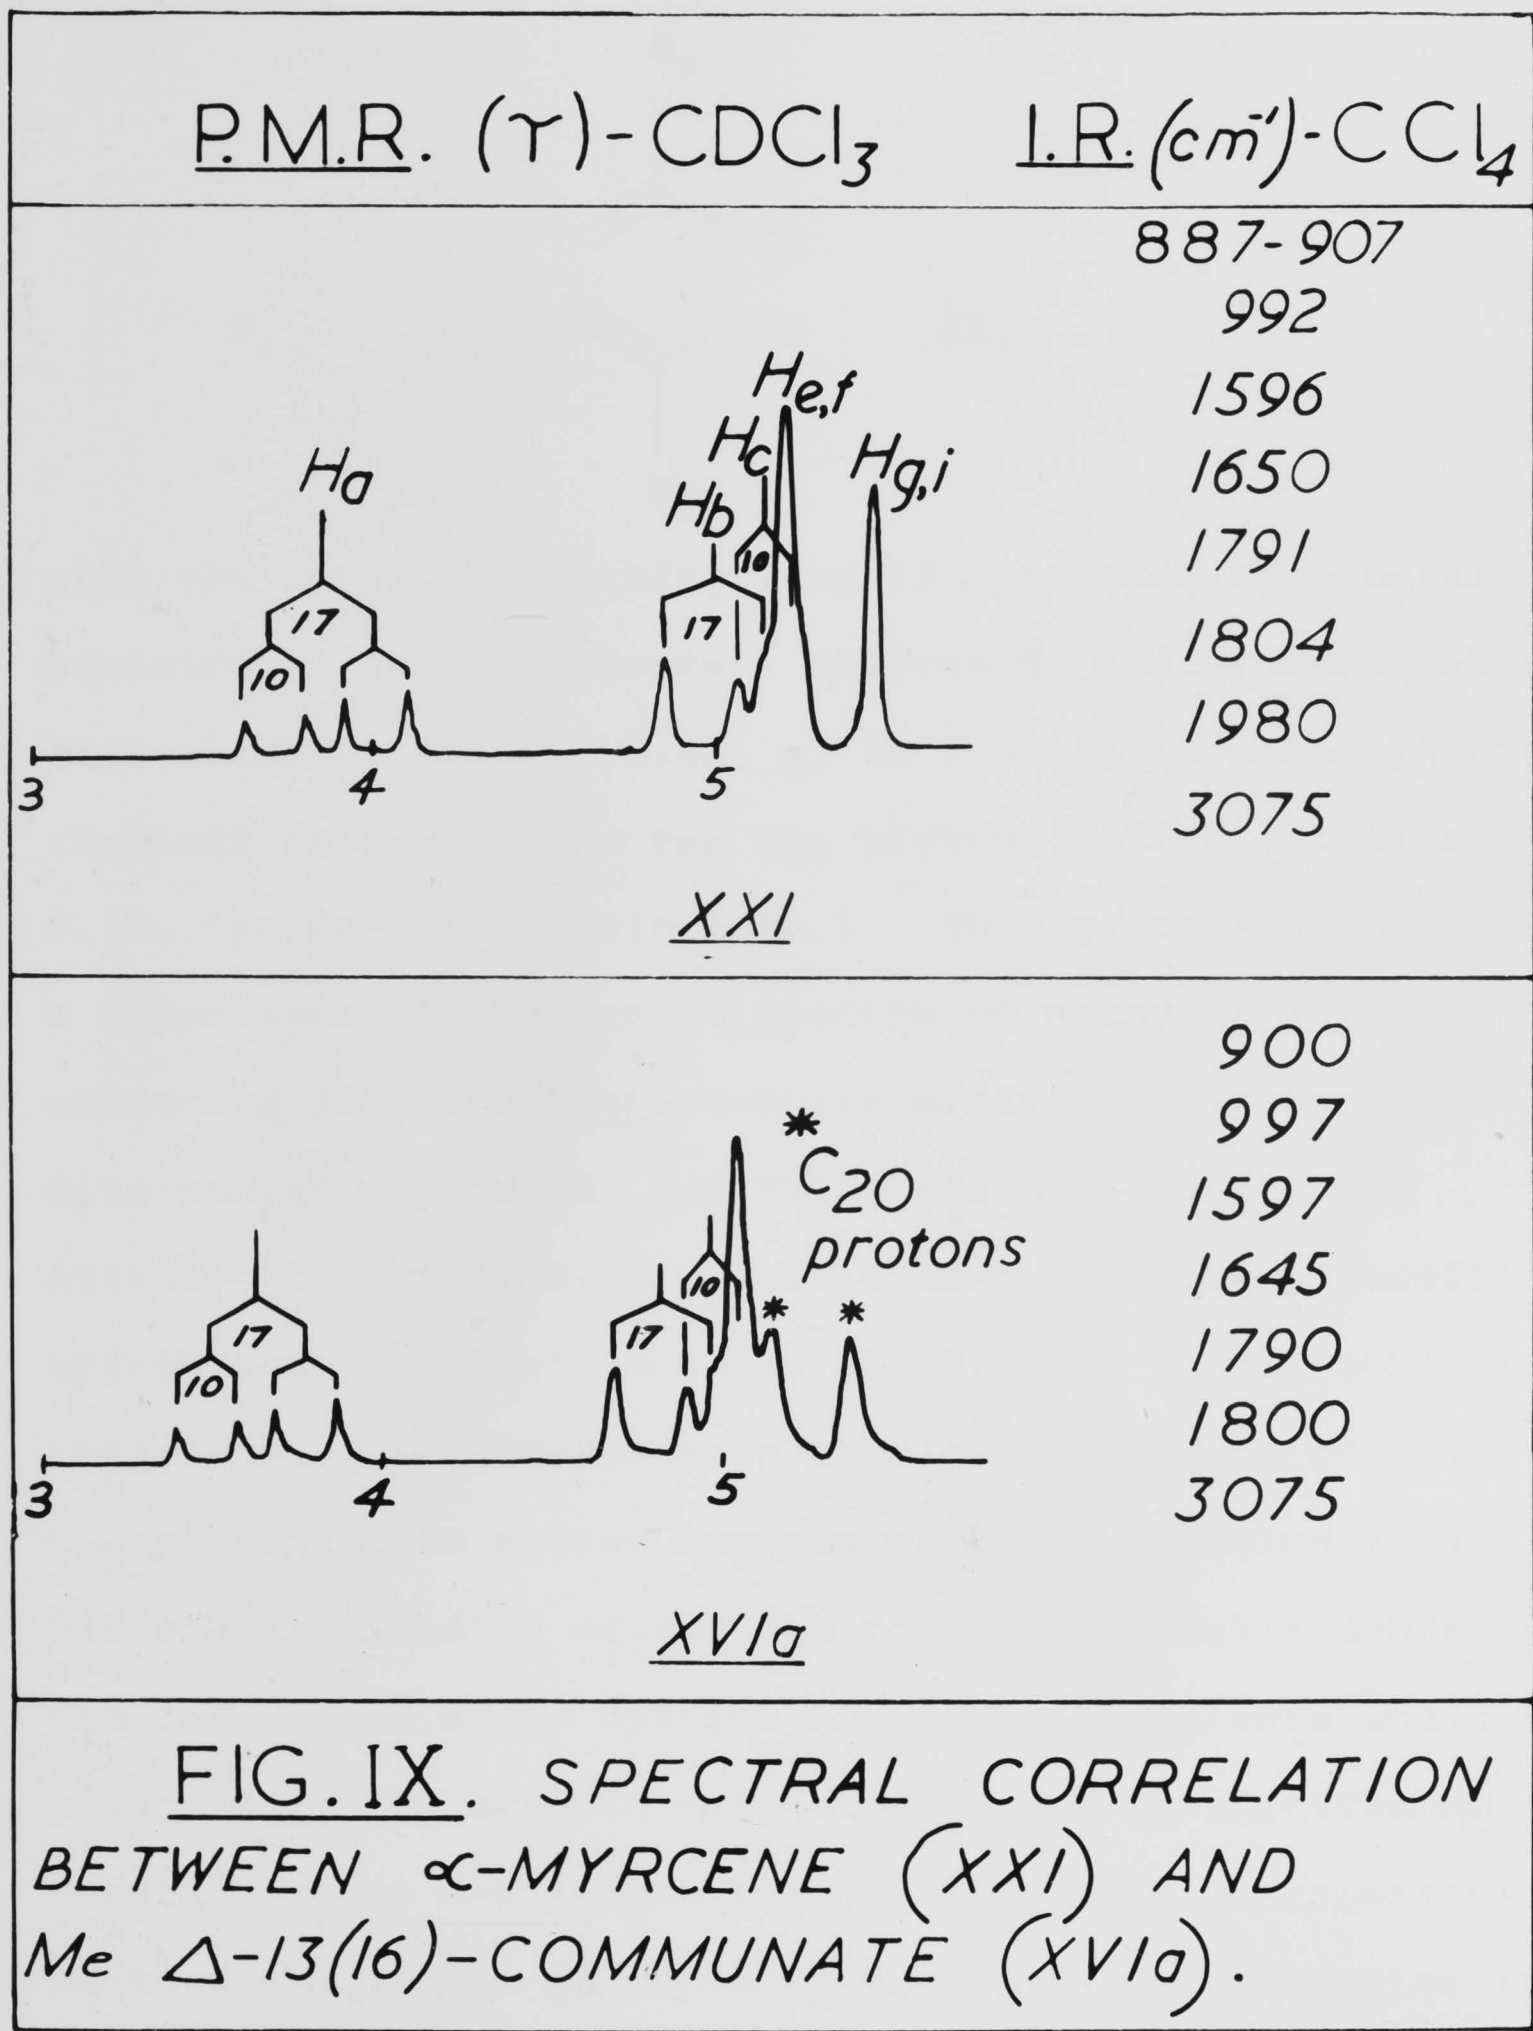 P.M.R. (τ)-CDCl₃ I.R. (cm⁻¹)-CCl₄
887-907
992
1596
1650
1791
1804
1980
3075
He,f
Hc
Hg,i
Ha
Hb
10
17
17
10
3 4 5
XXI
900
997
1597
1645
1790
1800
3075
*
C₂₀
protons
10
17 17
10
* *
3 4 5
XVIa
FIG. IX. SPECTRAL CORRELATION
BETWEEN α-MYRCENE (XXI) AND
Me Δ-13(16)-COMMUNATE (XVIa).